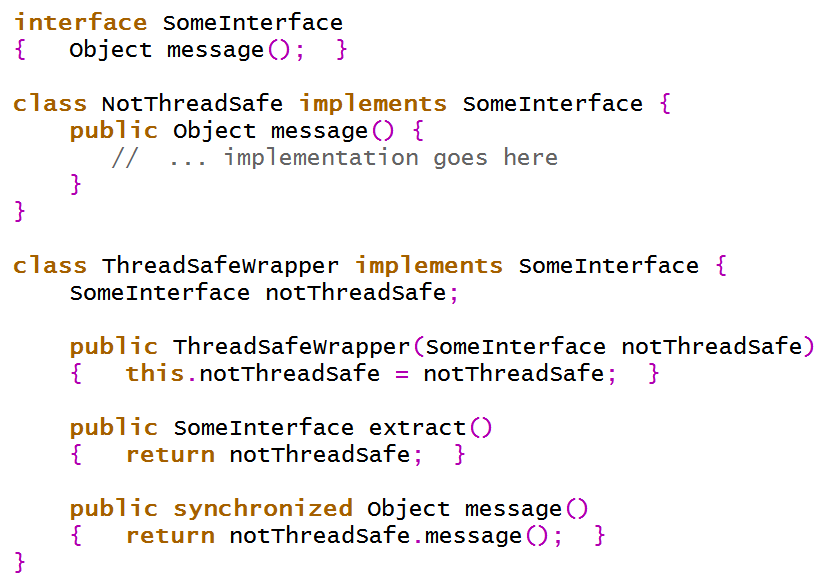 interface SomeInterface
{   Object message();  }
class NotThreadSafe implements SomeInterface {
    public Object message() {
       //  ... implementation goes here
    }
}
class ThreadSafeWrapper implements SomeInterface {
    SomeInterface notThreadSafe;
    public ThreadSafeWrapper(SomeInterface notThreadSafe)
    {   this.notThreadSafe = notThreadSafe;  }
    public SomeInterface extract()
    {   return notThreadSafe;  }
    public synchronized Object message()
    {   return notThreadSafe.message();  }
}